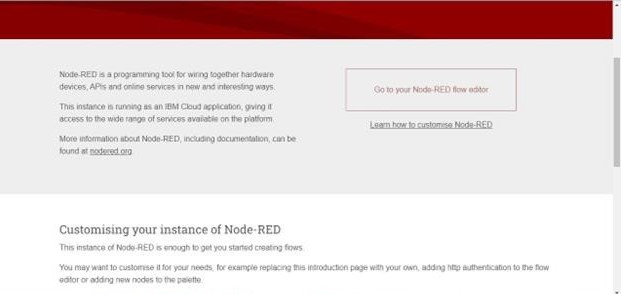 Node-RED is a programming tool for wiring together hardware
devices, APIs and online services in new and interesting ways.
This instance is running as an IBM Cloud application, giving it
access to the wide range of services available on the platform.
More information about Node-RED, including documentation, can be
found at nodered.org.
Go to your Node-RED flow editor
Learn how to customise Node-RED
Customising your instance of Node-RED
This instance of Node-RED is enough to get you started creating flows.
You may want to customise it for your needs, for example replacing this introduction page with your own, adding http authentication to the flow
editor or adding new nodes to the palette.